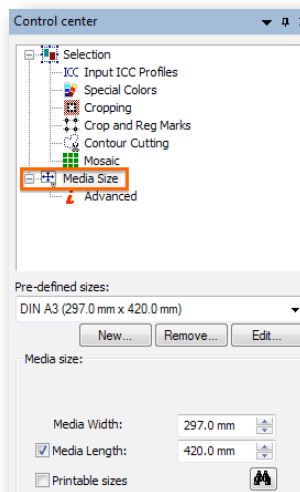 Control center
Selection
ICC Input ICC Profiles
Special Colors
Cropping
Crop and Reg Marks
Contour Cutting
Mosaic
Media Size
Advanced
Pre-defined sizes:
DIN A3 (297.0 mm x 420.0 mm)
New... Remove... Edit...
Media size:
Media Width: 297.0 mm
Media Length: 420.0 mm
Printable sizes